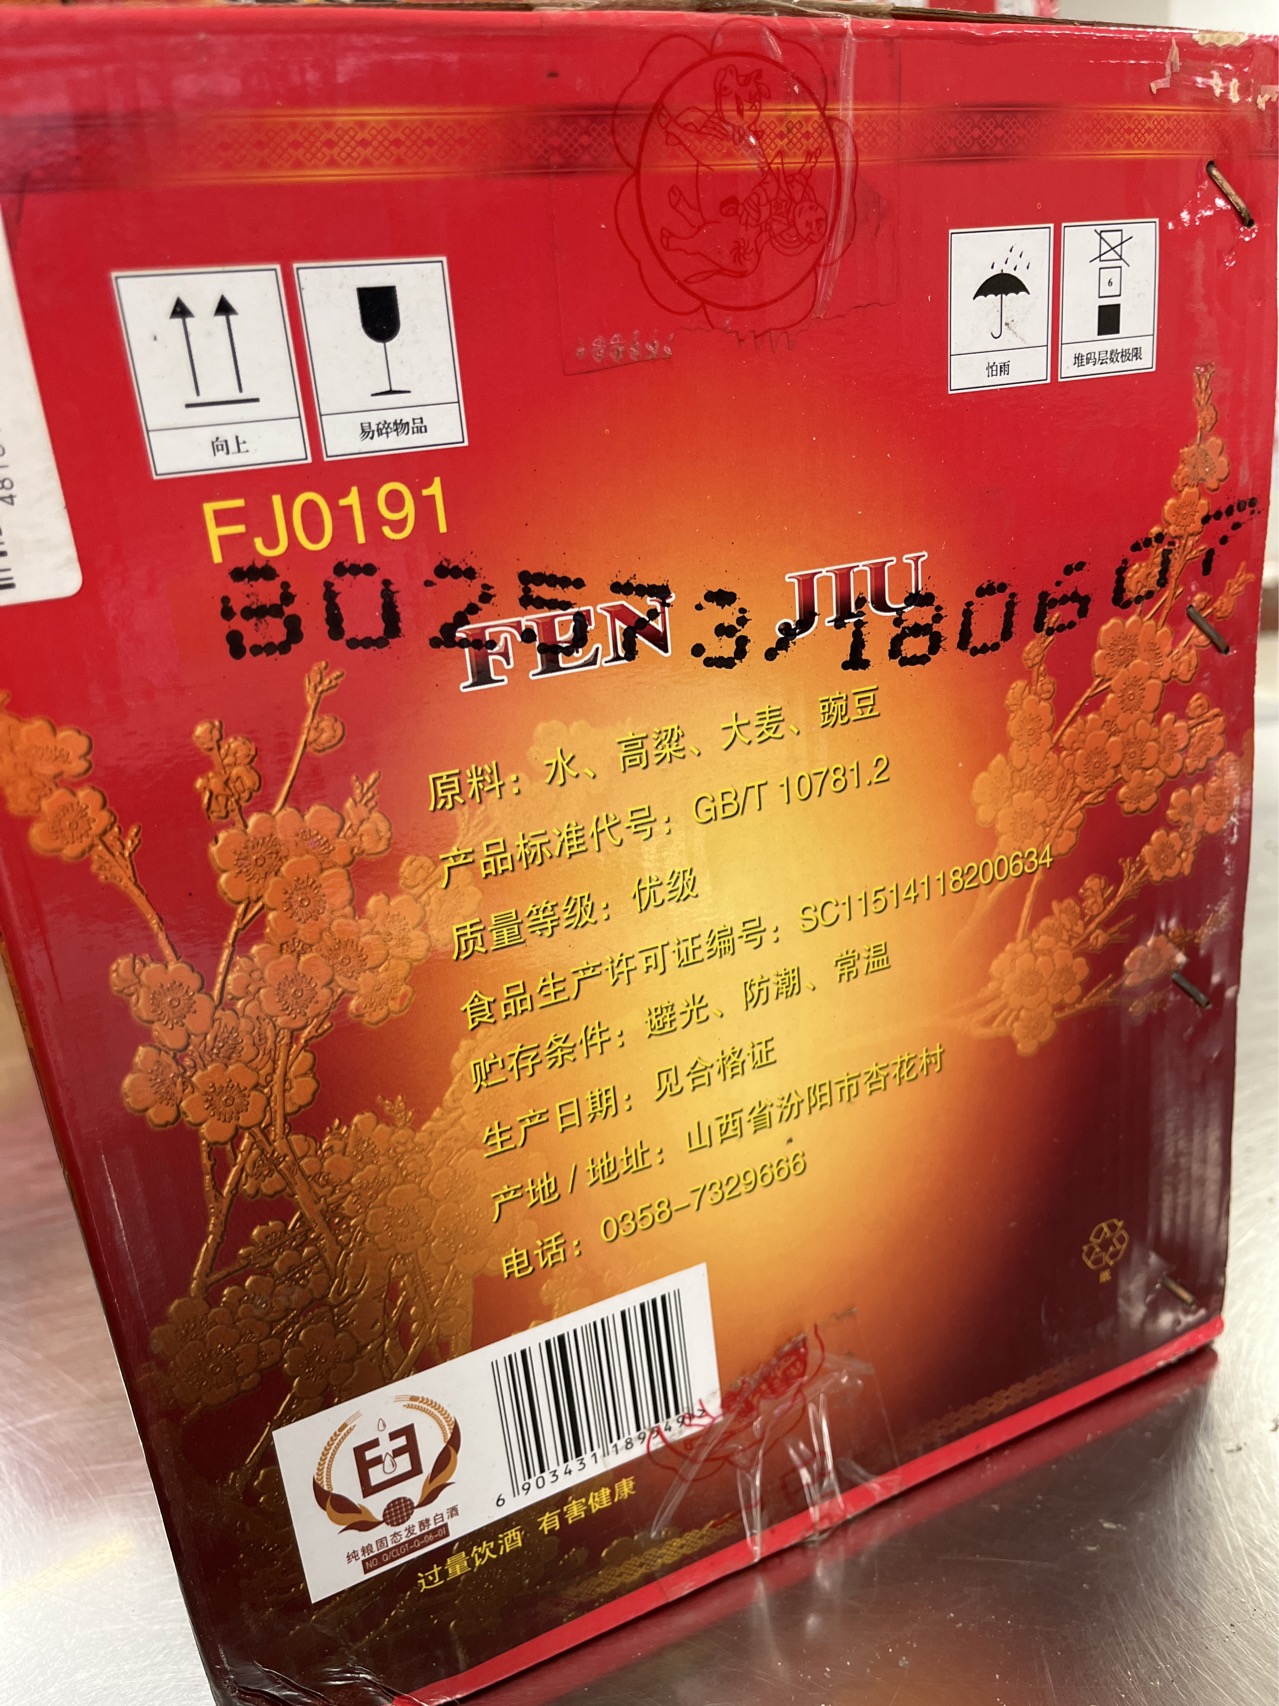 向上
易碎物品
怕雨
6
堆码层数极限
FJ0191
FEN JIU
原料：水、高粱、大麦、豌豆
产品标准代号：GB/T 10781.2
质量等级：优级
食品生产许可证编号：SC11514118200634
贮存条件：避光、防潮、常温
生产日期：见合格证
产地/地址：山西省汾阳市杏花村
电话：0358-7329666
纯粮固态发酵白酒
NO. Q/CLGT-Q-06-01
过量饮酒 有害健康